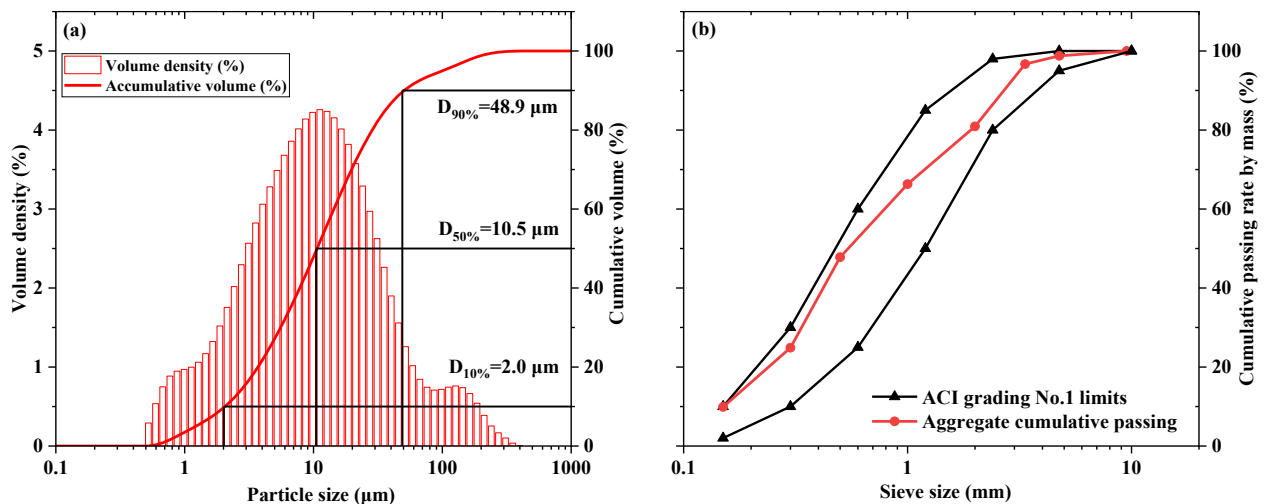 (a)
Volume density (%)
Accumulative volume (%)
D90%=48.9 μm
D50%=10.5 μm
D10%=2.0 μm
5
4
3
2
1
0
Volume density (%)
100
80
60
40
20
0
Cumulative volume (%)
0.1 1 10 100 1000
Particle size (μm)
(b)
ACI grading No.1 limits
Aggregate cumulative passing
100
80
60
40
20
0
Cumulative passing rate by mass (%)
0.1 1 10
Sieve size (mm)